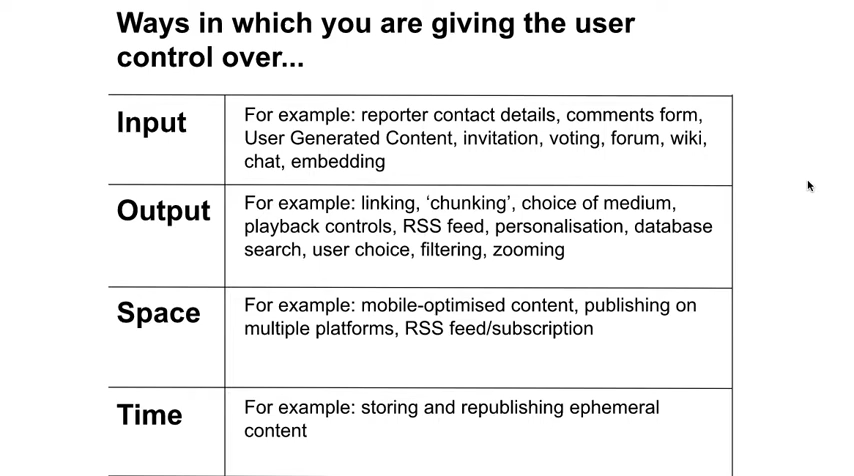 Ways in which you are giving the user
control over...
Input
For example: reporter contact details, comments form,
User Generated Content, invitation, voting, forum, wiki,
chat, embedding
Output
For example: linking, ‘chunking’, choice of medium,
playback controls, RSS feed, personalisation, database
search, user choice, filtering, zooming
Space
For example: mobile-optimised content, publishing on
multiple platforms, RSS feed/subscription
Time
For example: storing and republishing ephemeral
content